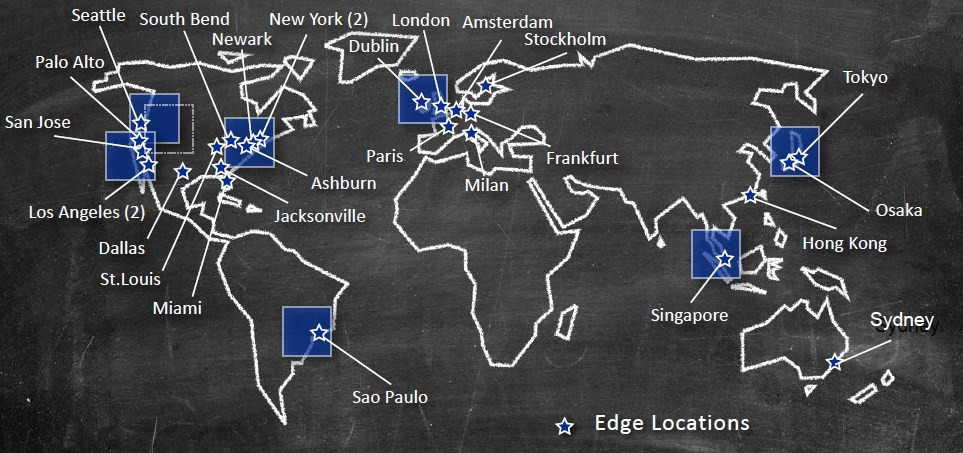 Seattle
South Bend
New York (2)
London
Amsterdam
Newark
Dublin
Stockholm
Palo Alto
Tokyo
San Jose
Paris
Frankfurt
Milan
Ashburn
Los Angeles (2)
Jacksonville
Osaka
Dallas
Hong Kong
St.Louis
Miami
Singapore
Sydney
Sao Paulo
Edge Locations